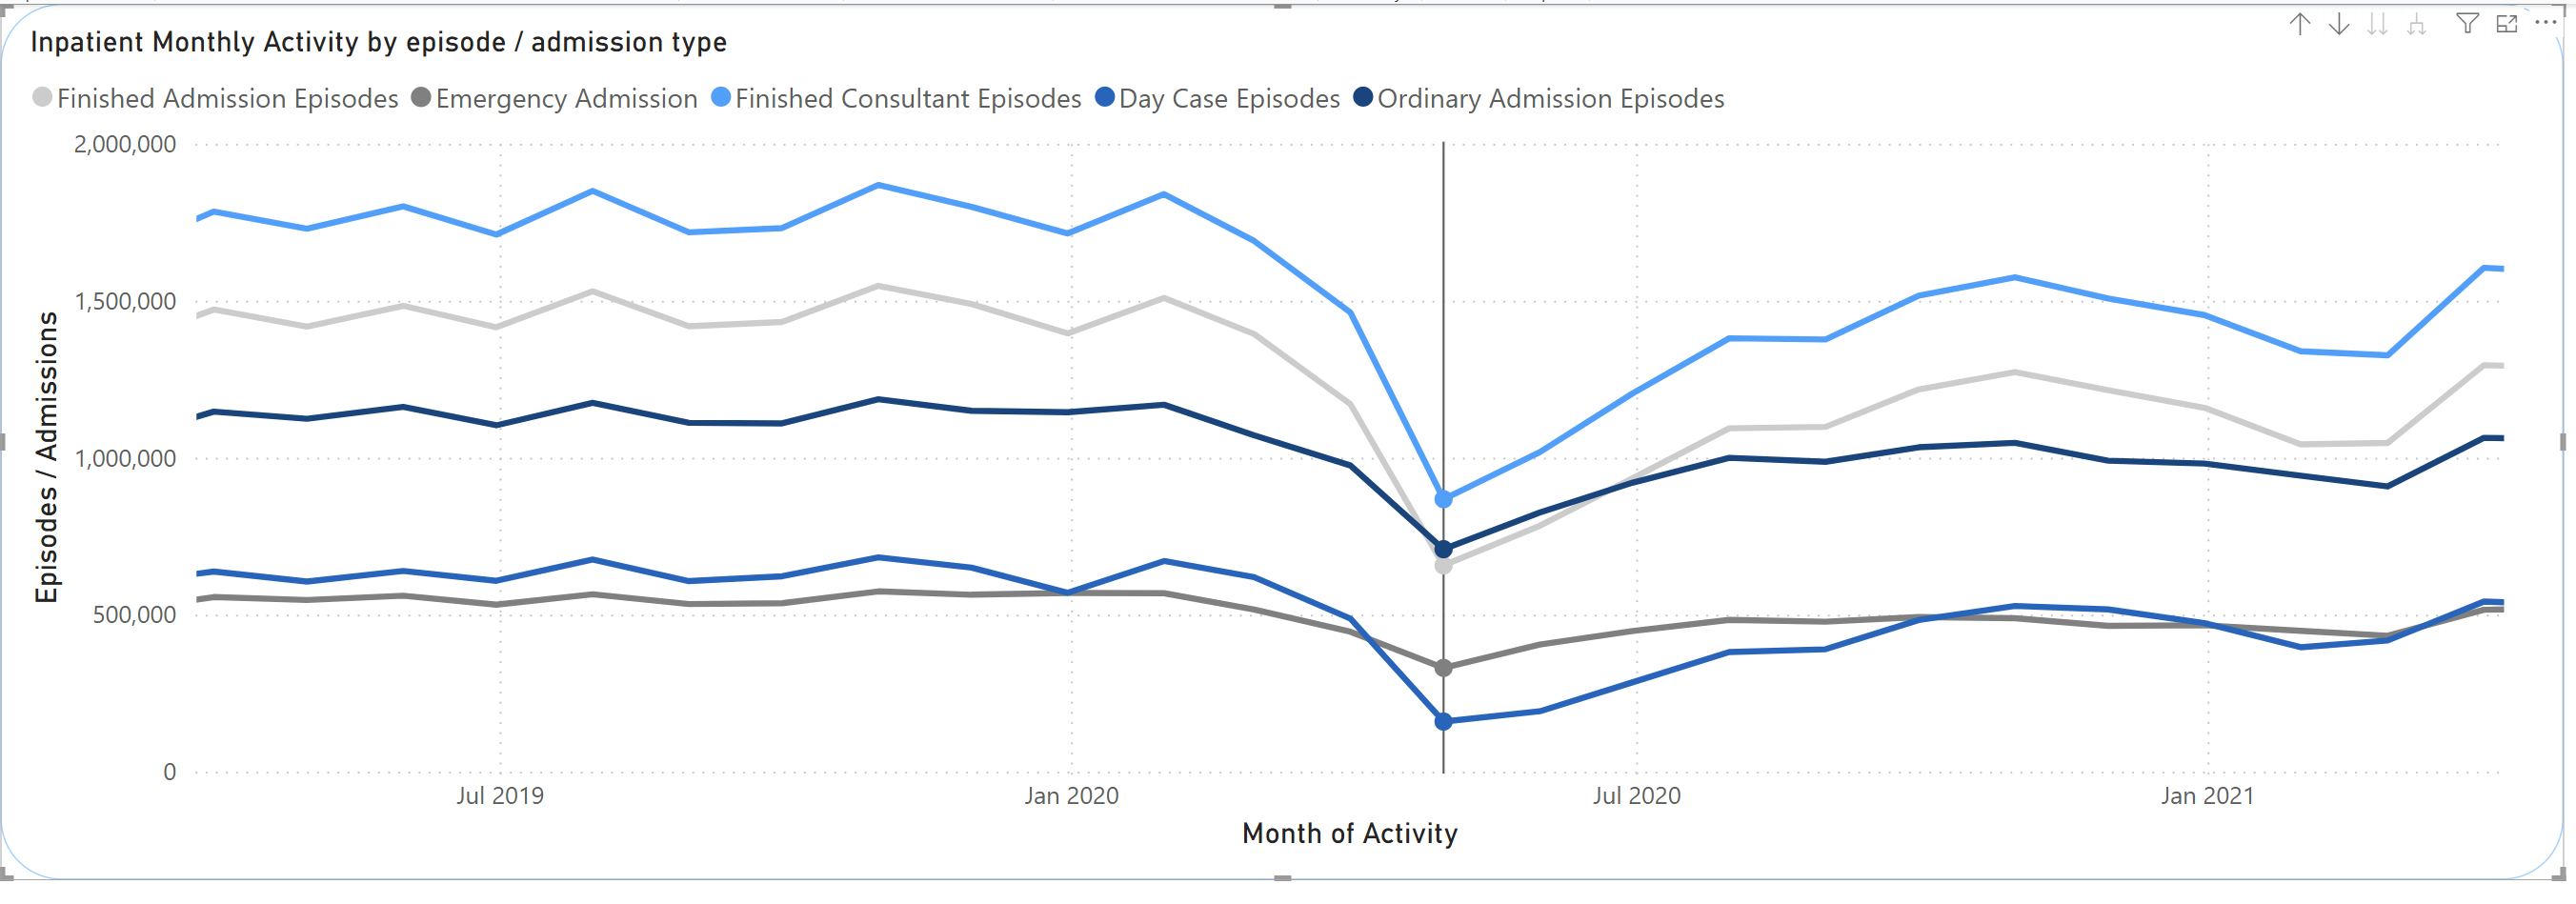 Inpatient Monthly Activity by episode / admission type
Finished Admission Episodes Emergency Admission Finished Consultant Episodes Day Case Episodes Ordinary Admission Episodes
2,000,000
1,500,000
1,000,000
500,000
0
Episodes / Admissions
Jul 2019 Jan 2020 Jul 2020 Jan 2021
Month of Activity